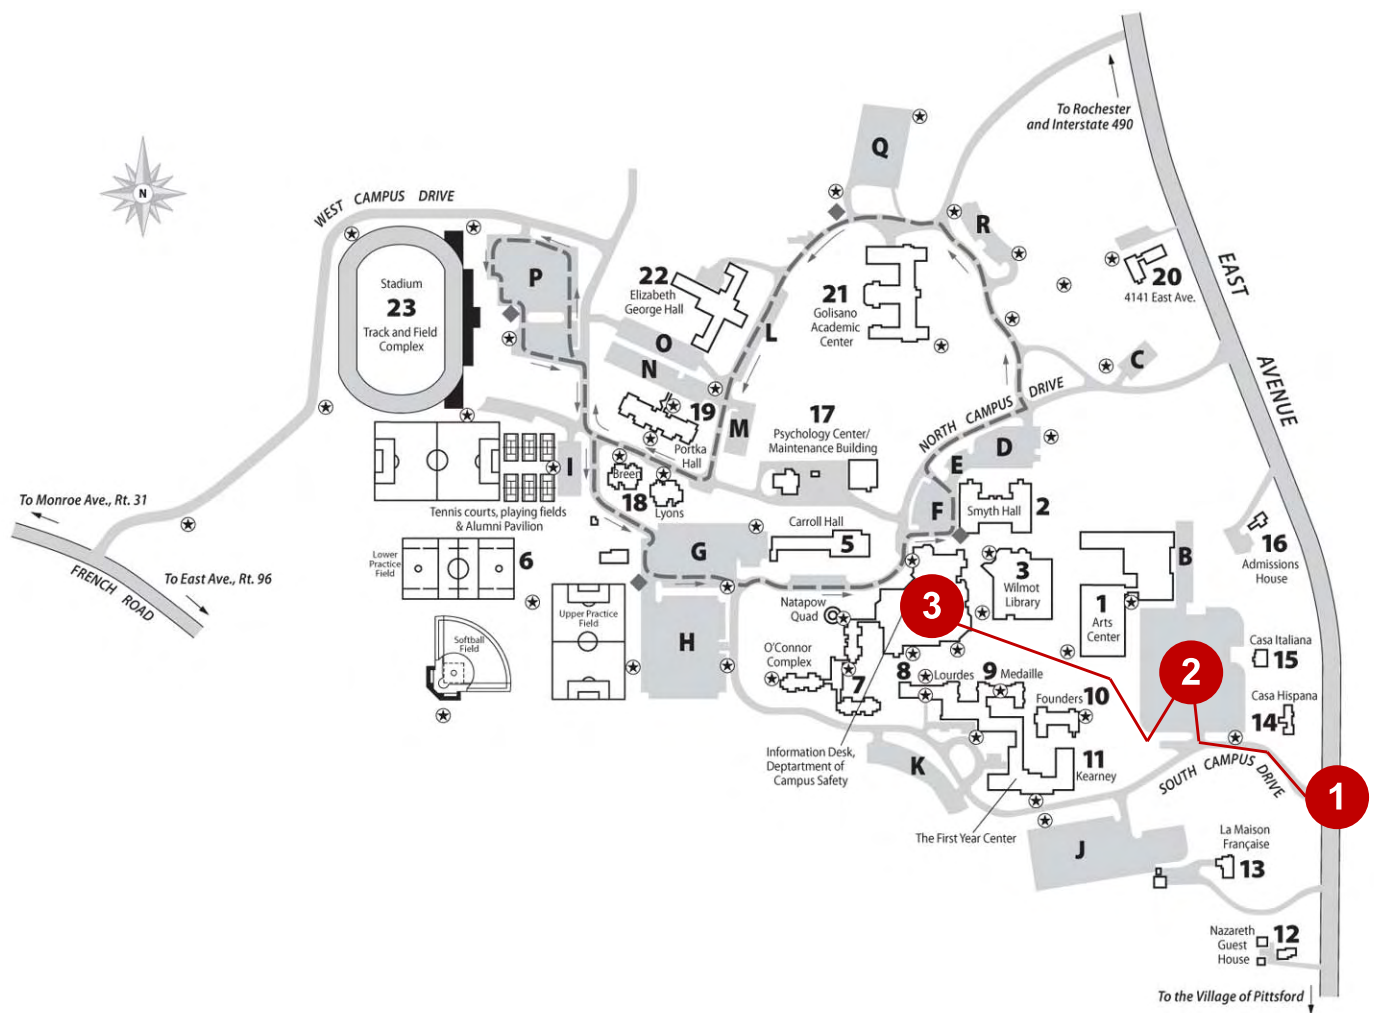 To Rochester
and Interstate 490
Q
WEST CAMPUS DRIVE
N
R
EAST AVENUE
P
Stadium
23
Track and Field
Complex
22
Elizabeth
George Hall
21
Golisano
Academic
Center
20
4141 East Ave.
L
O
N
C
NORTH CAMPUS DRIVE
19
Portka
Hall
M
17
Psychology Center/
Maintenance Building
D
E
I
Breen
18
Lyons
F
Smyth Hall
2
To Monroe Ave., Rt. 31
Tennis courts, playing fields
& Alumni Pavilion
Carroll Hall
5
G
FRENCH ROAD
To East Ave., Rt. 96
Lower
Practice
Field
6
3
Wilmot
Library
B
16
Admissions
House
Upper Practice
Field
Natapow
Quad
3
1
Arts
Center
Softball
Field
H
O'Connor
Complex
7
8
Lourdes
9
Medaille
Founders
10
2
Casa Italiana
15
Casa Hispana
14
Information Desk,
Deptartment of
Campus Safety
K
11
Kearney
SOUTH CAMPUS DRIVE
1
The First Year Center
J
La Maison
Française
13
Nazareth
Guest
House
12
To the Village of Pittsford